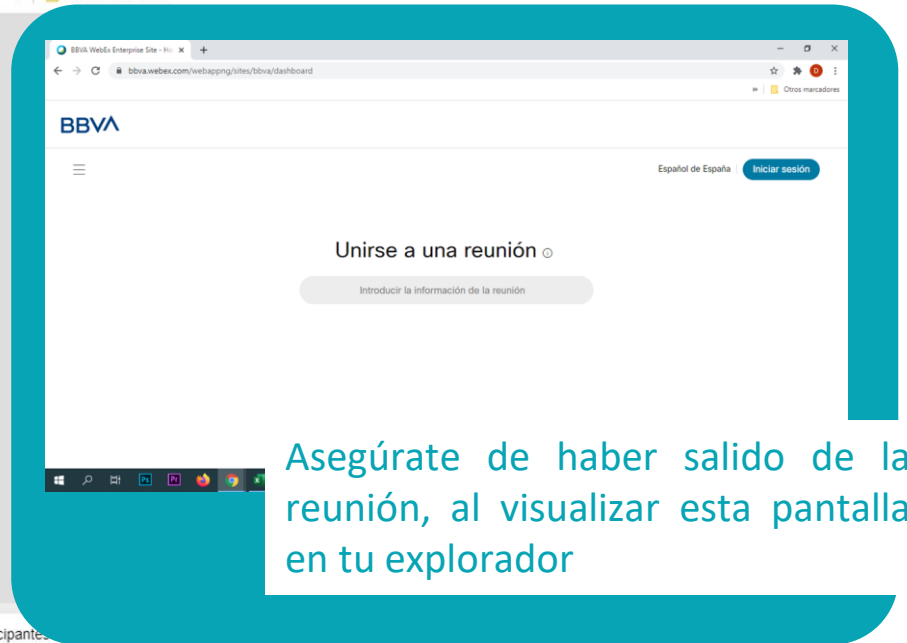 BBVA WebEx Enterprise Site - Ho
bbva.webex.com/webappng/sites/bbva/dashboard
D
Otros marcadores
BBVA
Español de España
Iniciar sesión
Unirse a una reunión
Introducir la información de la reunión
Ps
Pr
Asegúrate de haber salido de la
reunión, al visualizar esta pantalla
en tu explorador